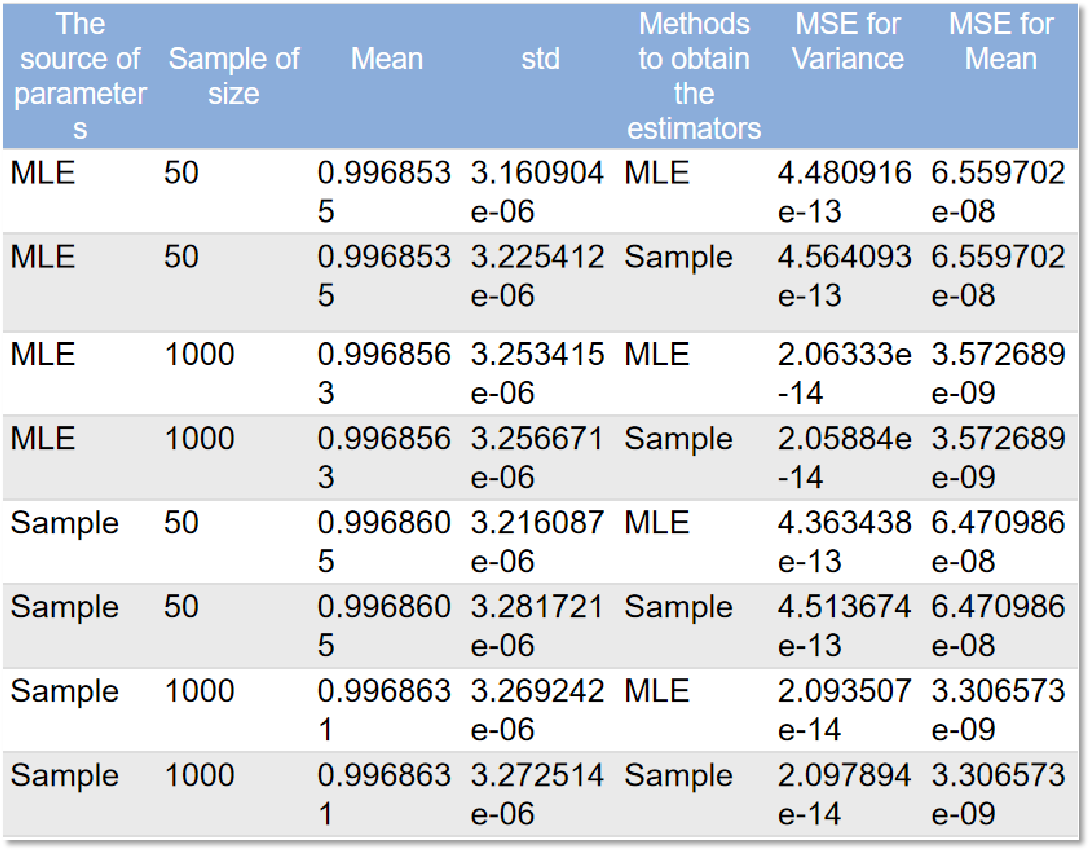 The source of parameters Sample of size Mean std Methods to obtain the estimators MSE for Variance MSE for Mean
MLE 50 0.9968535 3.160904e-06 MLE 4.480916e-13 6.559702e-08
MLE 50 0.9968535 3.225412e-06 Sample 4.564093e-13 6.559702e-08
MLE 1000 0.9968563 3.253415e-06 MLE 2.06333e-14 3.572689e-09
MLE 1000 0.9968563 3.256671e-06 Sample 2.05884e-14 3.572689e-09
Sample 50 0.9968605 3.216087e-06 MLE 4.363438e-13 6.470986e-08
Sample 50 0.9968605 3.281721e-06 Sample 4.513674e-13 6.470986e-08
Sample 1000 0.9968631 3.269242e-06 MLE 2.093507e-14 3.306573e-09
Sample 1000 0.9968631 3.272514e-06 Sample 2.097894e-14 3.306573e-09